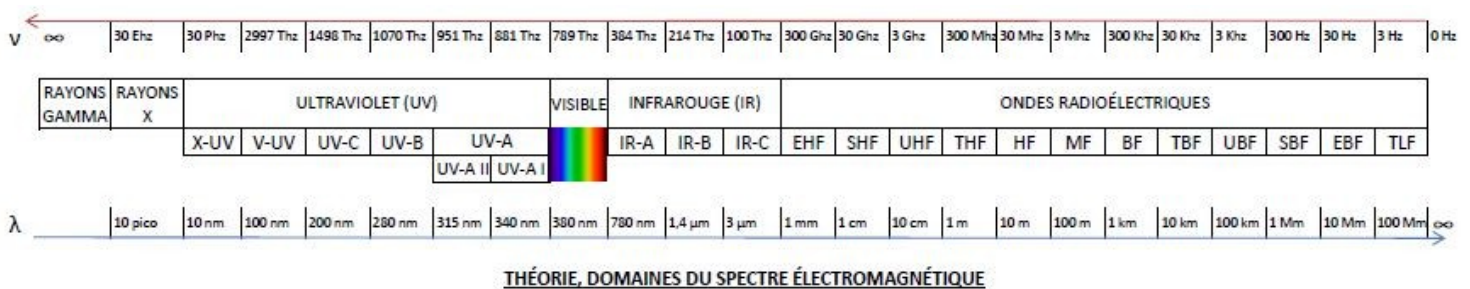 ν ∞ 30 Ehz 30 Phz 2997 Thz 1498 Thz 1070 Thz 951 Thz 881 Thz 789 Thz 384 Thz 214 Thz 100 Thz 300 Ghz 30 Ghz 3 Ghz 300 Mhz 30 Mhz 3 Mhz 300 Khz 30 Khz 3 Khz 300 Hz 30 Hz 3 Hz 0 Hz
RAYONS GAMMA RAYONS X ULTRAVIOLET (UV) VISIBLE INFRAROUGE (IR) ONDES RADIOÉLECTRIQUES
X-UV V-UV UV-C UV-B UV-A IR-A IR-B IR-C EHF SHF UHF THF HF MF BF TBF UBF SBF EBF TLF
UV-A II UV-A I
λ 10 pico 10 nm 100 nm 200 nm 280 nm 315 nm 340 nm 380 nm 780 nm 1,4 µm 3 µm 1 mm 1 cm 10 cm 1 m 10 m 100 m 1 km 10 km 100 km 1 Mm 10 Mm 100 Mm ∞
THÉORIE, DOMAINES DU SPECTRE ÉLECTROMAGNÉTIQUE